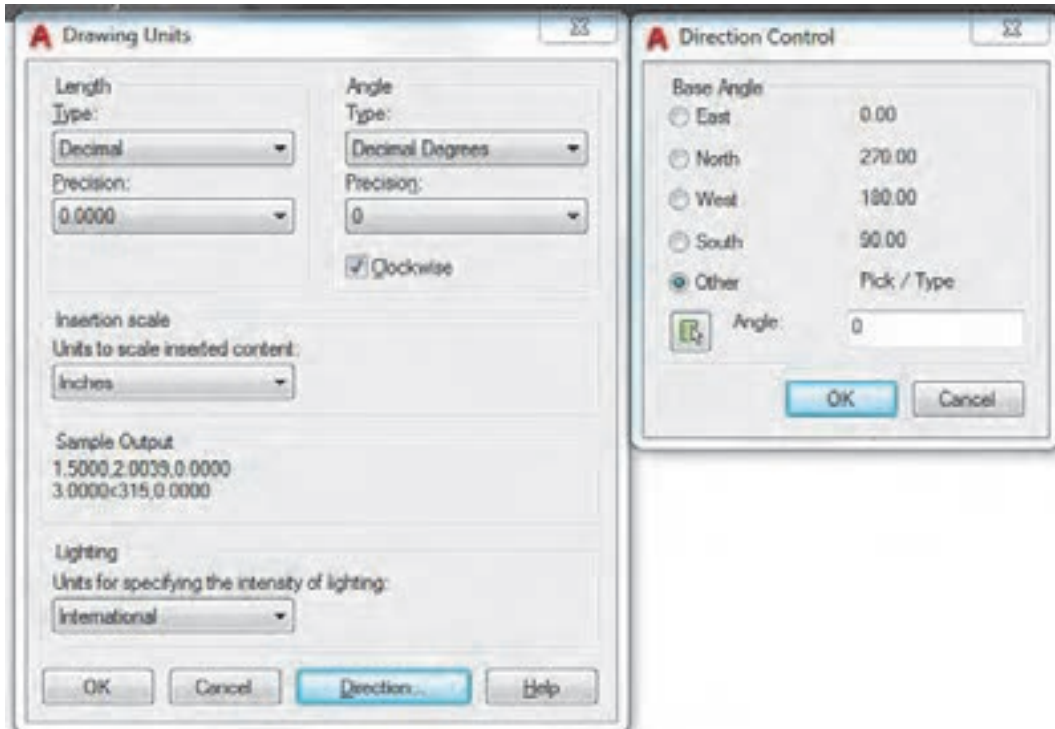 Drawing Units
Length
Type:
Decimal
Precision:
0.0000
Angle
Type:
Decimal Degrees
Precision:
0
Clockwise
Insertion scale
Units to scale inserted content:
Inches
Sample Output
1.5000,2.0039,0.0000
3.0000<315,0.0000
Lighting
Units for specifying the intensity of lighting:
International
OK Cancel Direction... Help
Direction Control
Base Angle
East 0.00
North 270.00
West 180.00
South 90.00
Other Pick / Type
Angle 0
OK Cancel